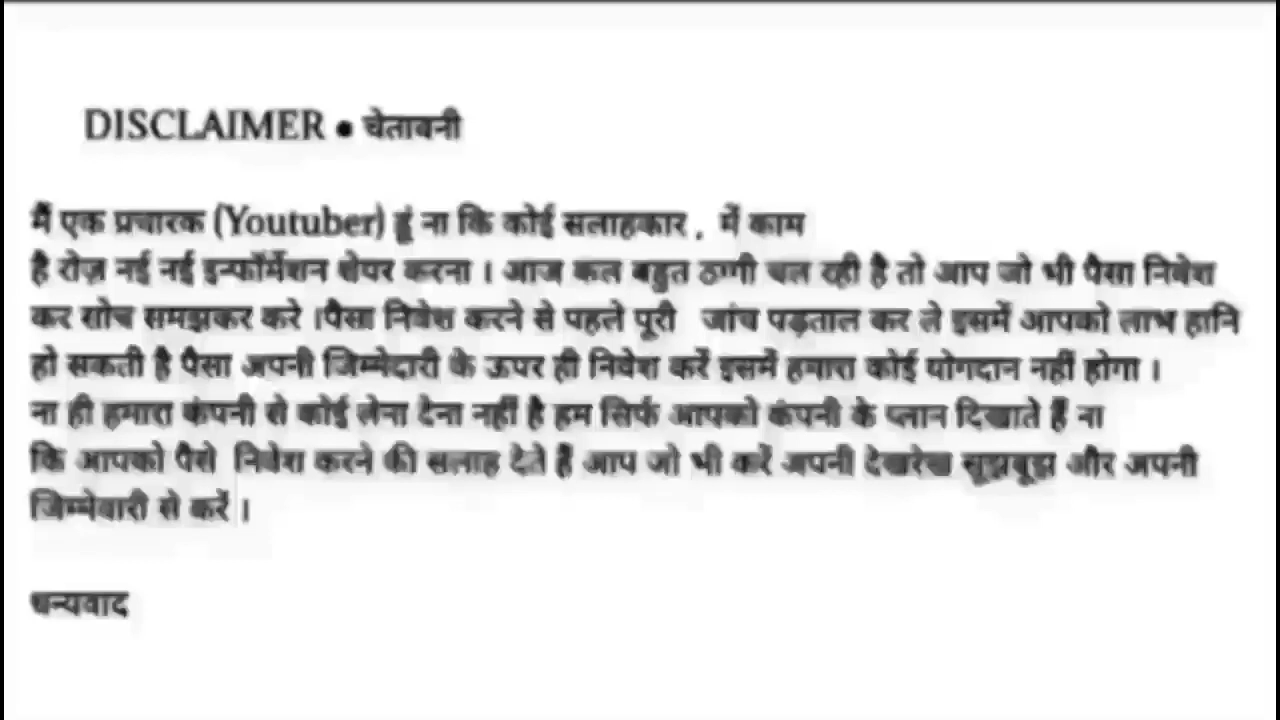 DISCLAIMER • चेतावनी
मैं एक प्रचारक (Youtuber) हूं ना कि कोई सलाहकार , में काम
है रोज़ नई नई इन्फॉर्मेशन शेयर करना । आज कल बहुत ठग्गी चल रही है तो आप जो भी पैसा निवेश
कर सोच समझकर करे ।पैसा निवेश करने से पहले पूरी जांच पड़ताल कर ले इसमें आपको लाभ हानि
हो सकती है पैसा अपनी जिम्मेदारी के ऊपर ही निवेश करें इसमें हमारा कोई योगदान नहीं होगा ।
ना ही हमारा कंपनी से कोई लेना देना नहीं है हम सिर्फ आपको कंपनी के प्लान दिखाते हैं ना
कि आपको पैसे निवेश करने की सलाह देते हैं आप जो भी करें अपनी देखरेख सूझबूझ और अपनी
जिम्मेवारी से करें ।
धन्यवाद